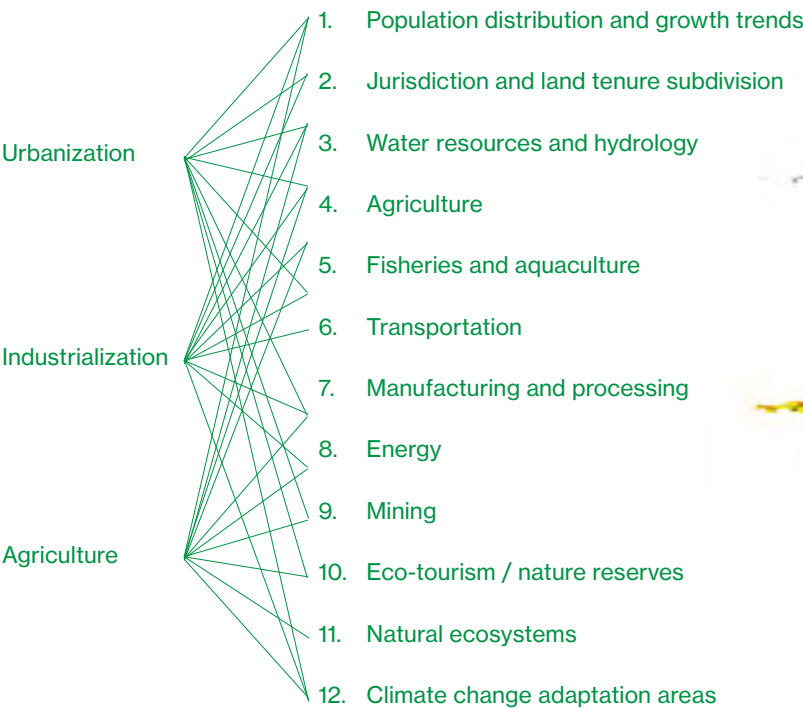 1. Population distribution and growth trends
2. Jurisdiction and land tenure subdivision
Urbanization
3. Water resources and hydrology
4. Agriculture
5. Fisheries and aquaculture
6. Transportation
Industrialization
7. Manufacturing and processing
8. Energy
9. Mining
Agriculture
10. Eco-tourism / nature reserves
11. Natural ecosystems
12. Climate change adaptation areas